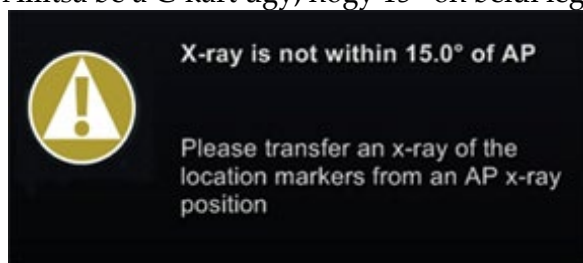 X-ray is not within 15.0° of AP
Please transfer an x-ray of the
location markers from an AP x-ray
position